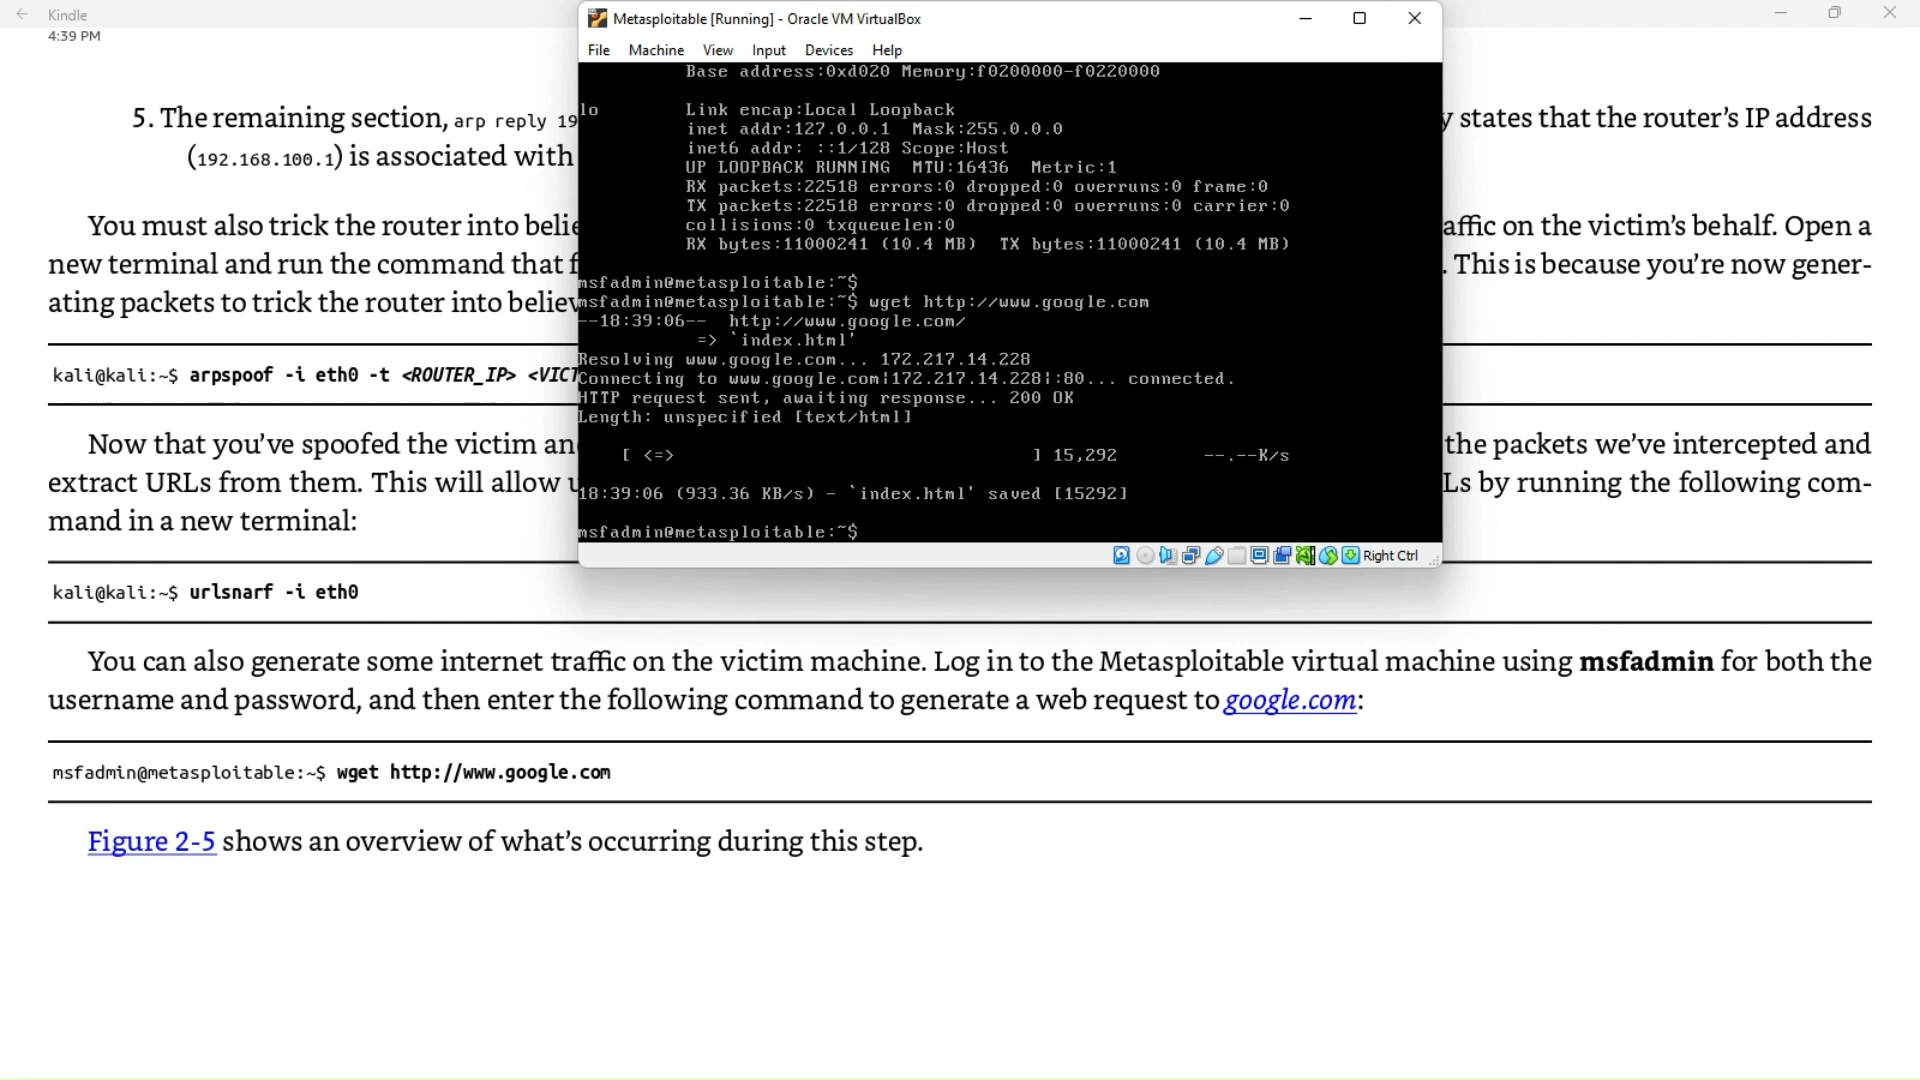 Kindle
4:39 PM
5. The remaining section, arp reply 19
y states that the router’s IP address
(192.168.100.1) is associated with
You must also trick the router into belie
affic on the victim’s behalf. Open a
new terminal and run the command that f
. This is because you’re now gener-
ating packets to trick the router into believ
kali@kali:~$ arpspoof -i eth0 -t <ROUTER_IP> <VICT
Now that you’ve spoofed the victim an
the packets we’ve intercepted and
extract URLs from them. This will allow u
Ls by running the following com-
mand in a new terminal:
Metasploitable [Running] - Oracle VM VirtualBox
File Machine View Input Devices Help
Base address:0xd020 Memory:f0200000-f0220000
lo Link encap:Local Loopback
inet addr:127.0.0.1 Mask:255.0.0.0
inet6 addr: ::1/128 Scope:Host
UP LOOPBACK RUNNING MTU:16436 Metric:1
RX packets:22518 errors:0 dropped:0 overruns:0 frame:0
TX packets:22518 errors:0 dropped:0 overruns:0 carrier:0
collisions:0 txqueuelen:0
RX bytes:11000241 (10.4 MB) TX bytes:11000241 (10.4 MB)
msfadmin@metasploitable:~$
msfadmin@metasploitable:~$ wget http://www.google.com
--18:39:06-- http://www.google.com/
=> `index.html'
Resolving www.google.com... 172.217.14.228
Connecting to www.google.com|172.217.14.228|:80... connected.
HTTP request sent, awaiting response... 200 OK
Length: unspecified [text/html]
[ <=> ] 15,292 --.--K/s
18:39:06 (933.36 KB/s) - `index.html' saved [15292]
msfadmin@metasploitable:~$
Right Ctrl
kali@kali:~$ urlsnarf -i eth0
You can also generate some internet traffic on the victim machine. Log in to the Metasploitable virtual machine using msfadmin for both the
username and password, and then enter the following command to generate a web request to google.com:
msfadmin@metasploitable:~$ wget http://www.google.com
Figure 2-5 shows an overview of what’s occurring during this step.